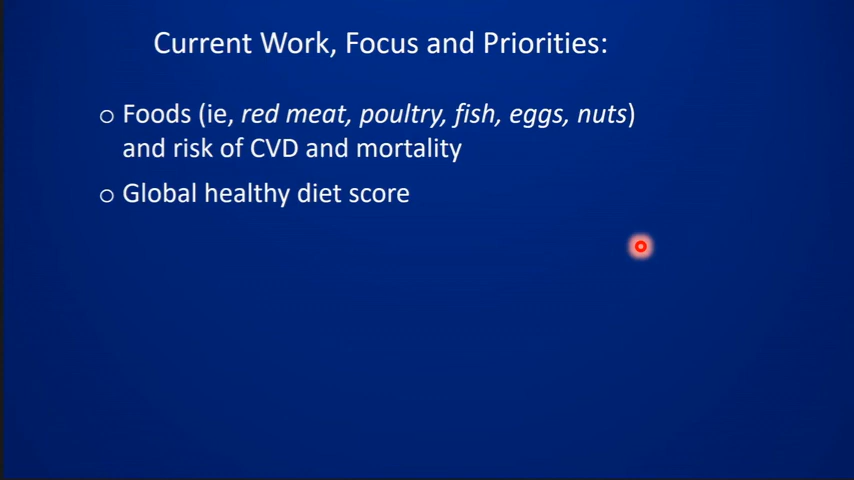 Current Work, Focus and Priorities:
○ Foods (ie, red meat, poultry, fish, eggs, nuts)
and risk of CVD and mortality
○ Global healthy diet score